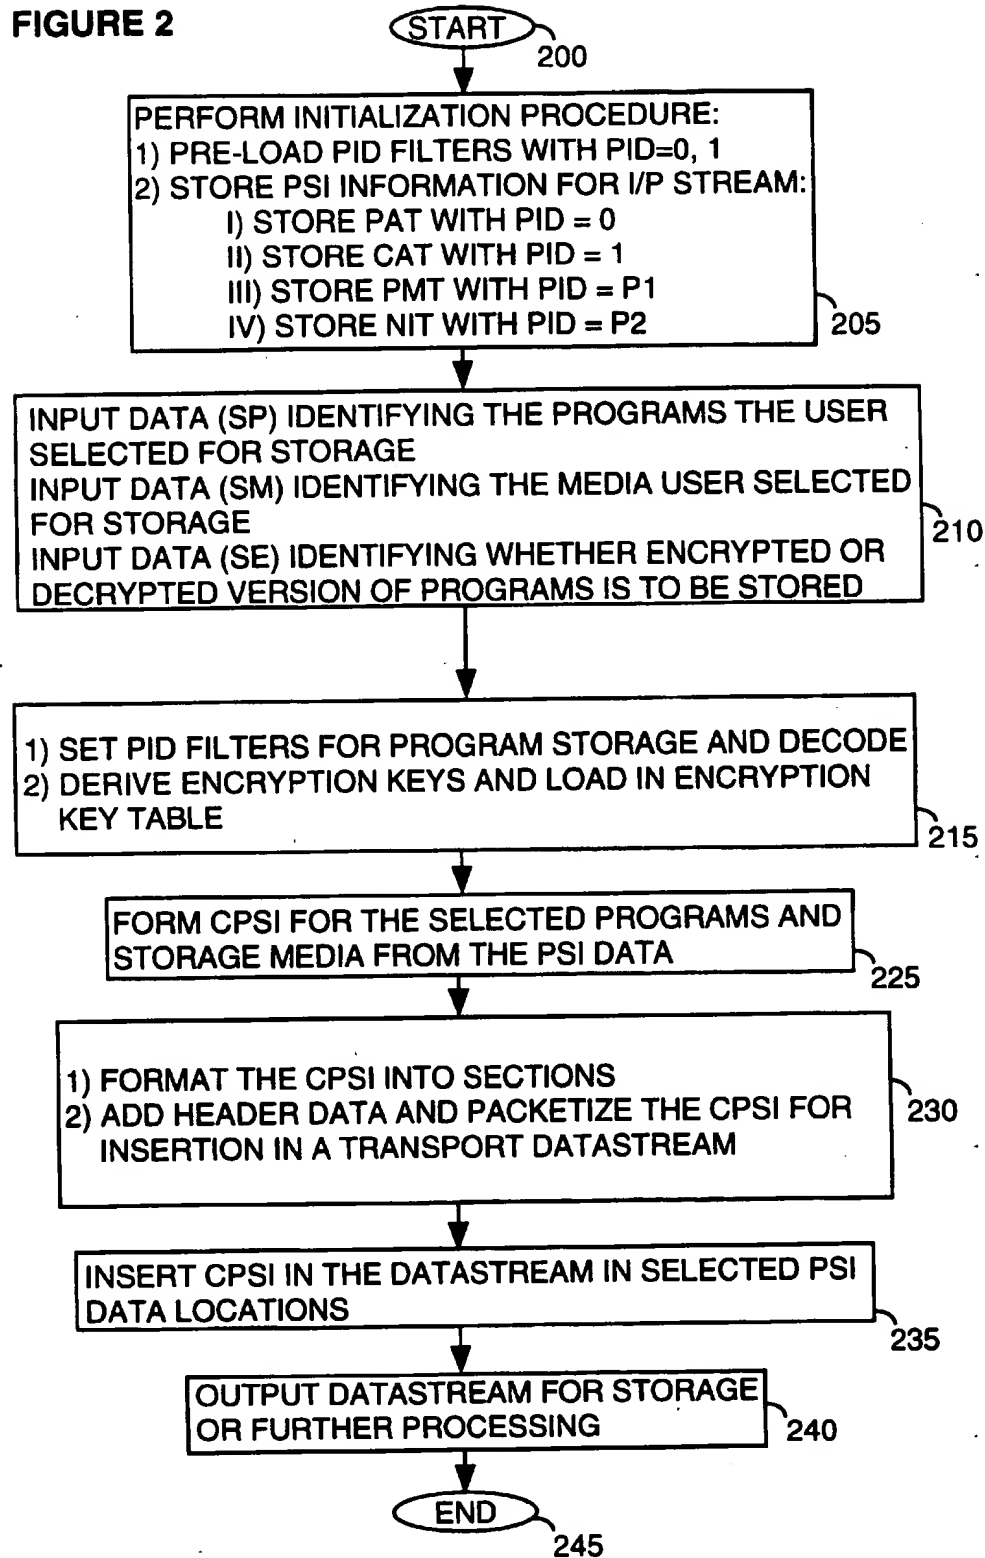 FIGURE 2
START
200
PERFORM INITIALIZATION PROCEDURE:
1) PRE-LOAD PID FILTERS WITH PID=0, 1
2) STORE PSI INFORMATION FOR I/P STREAM:
I) STORE PAT WITH PID = 0
II) STORE CAT WITH PID = 1
III) STORE PMT WITH PID = P1
IV) STORE NIT WITH PID = P2
205
INPUT DATA (SP) IDENTIFYING THE PROGRAMS THE USER
SELECTED FOR STORAGE
INPUT DATA (SM) IDENTIFYING THE MEDIA USER SELECTED
FOR STORAGE
INPUT DATA (SE) IDENTIFYING WHETHER ENCRYPTED OR
DECRYPTED VERSION OF PROGRAMS IS TO BE STORED
210
1) SET PID FILTERS FOR PROGRAM STORAGE AND DECODE
2) DERIVE ENCRYPTION KEYS AND LOAD IN ENCRYPTION
KEY TABLE
215
FORM CPSI FOR THE SELECTED PROGRAMS AND
STORAGE MEDIA FROM THE PSI DATA
225
1) FORMAT THE CPSI INTO SECTIONS
2) ADD HEADER DATA AND PACKETIZE THE CPSI FOR
INSERTION IN A TRANSPORT DATASTREAM
230
INSERT CPSI IN THE DATASTREAM IN SELECTED PSI
DATA LOCATIONS
235
OUTPUT DATASTREAM FOR STORAGE
OR FURTHER PROCESSING
240
END
245